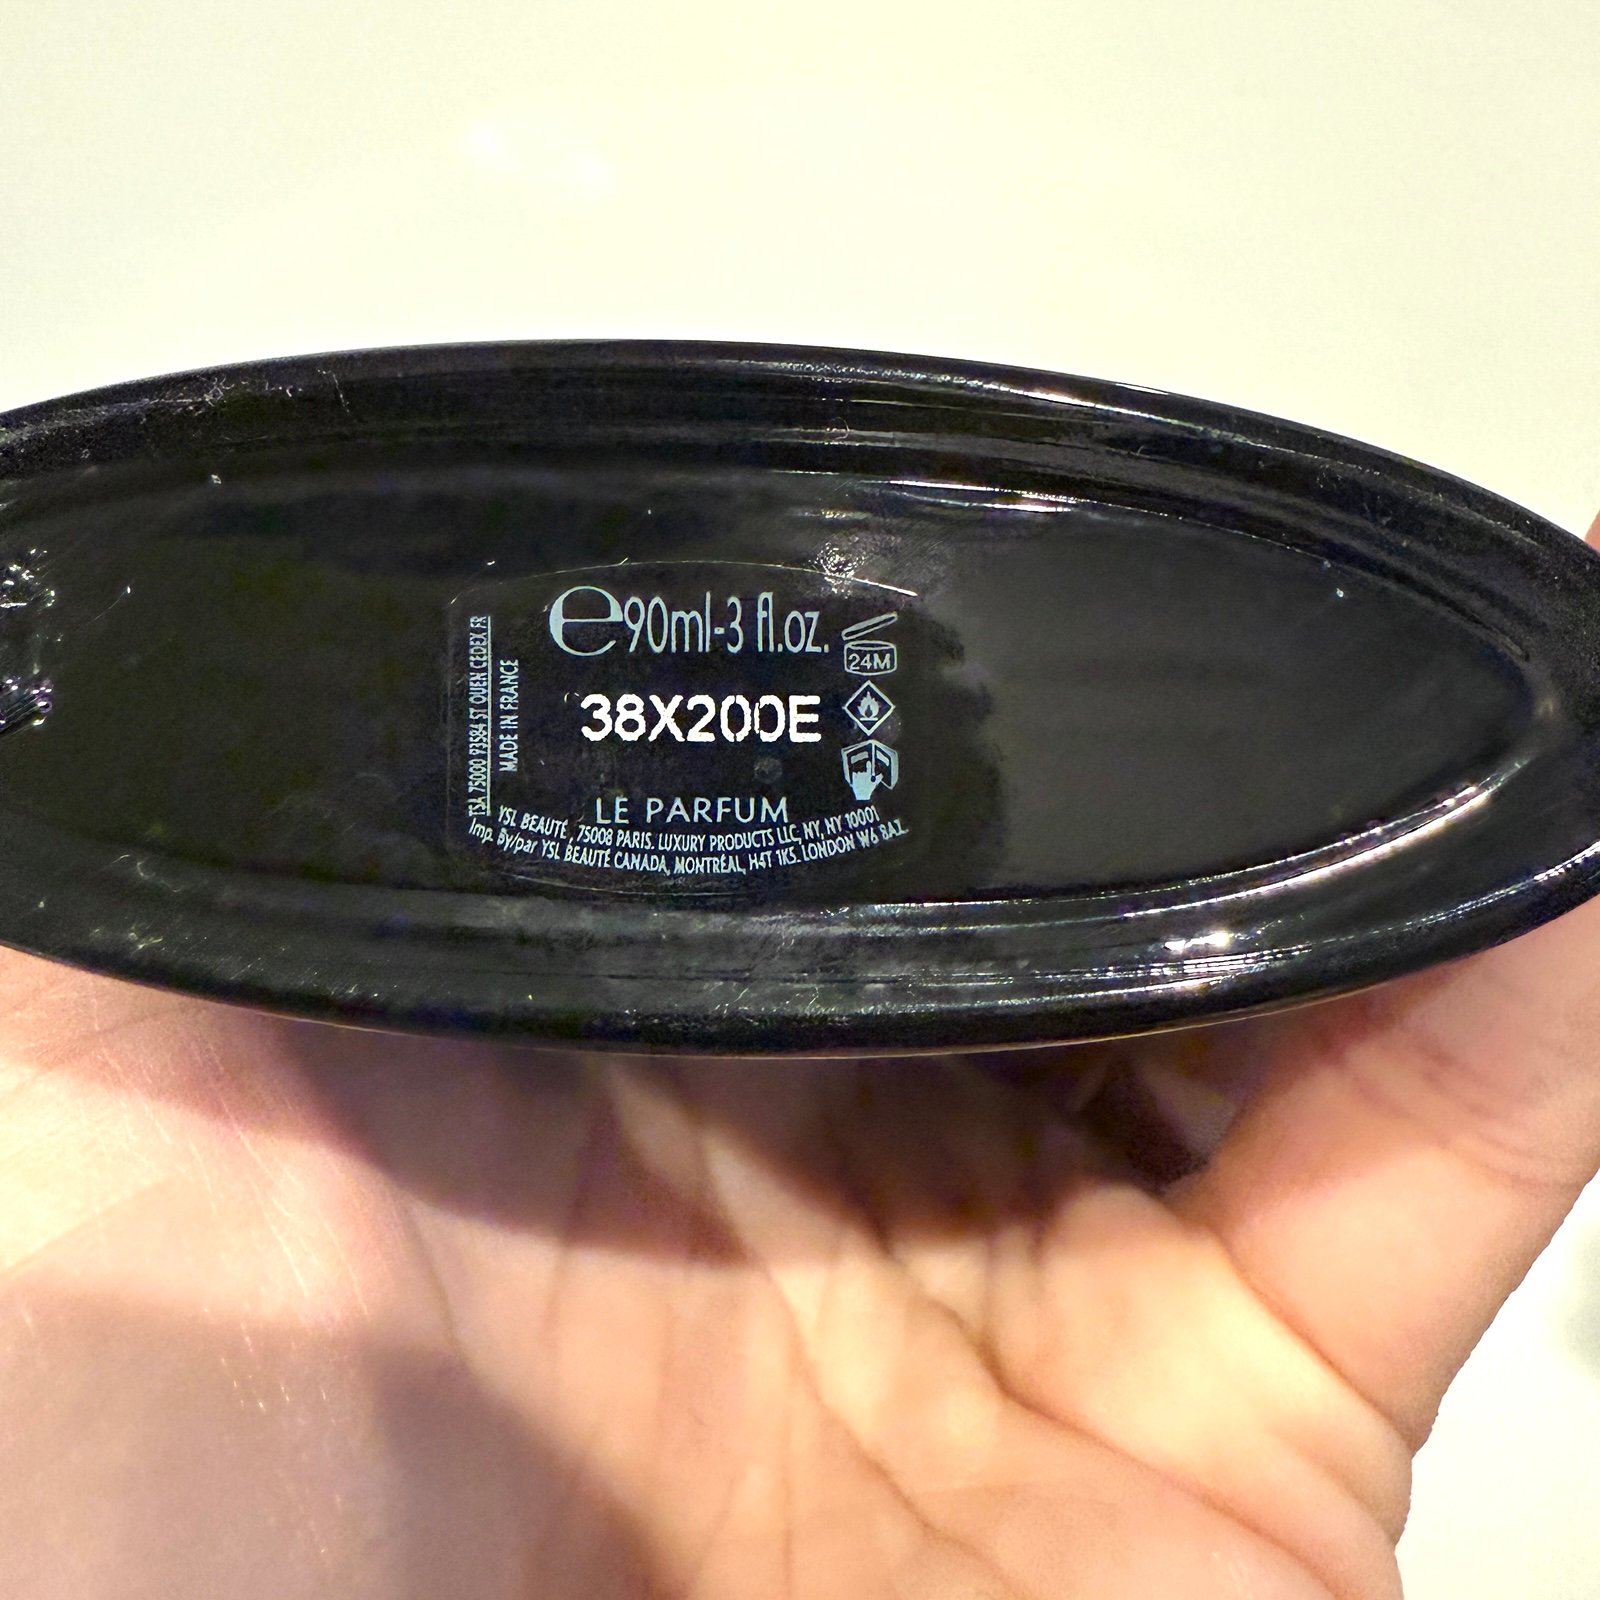 e90ml-3 fl.oz.
24M
38X200E
TSA 75000 93584 ST OUEN CEDEX FR
MADE IN FRANCE
LE PARFUM
YSL BEAUTÉ, 75008 PARIS. LUXURY PRODUCTS LLC, NY, NY 10001
Imp. By/par YSL BEAUTÉ CANADA, MONTRÉAL, H4T 1K5. LONDON W6 8AZ.